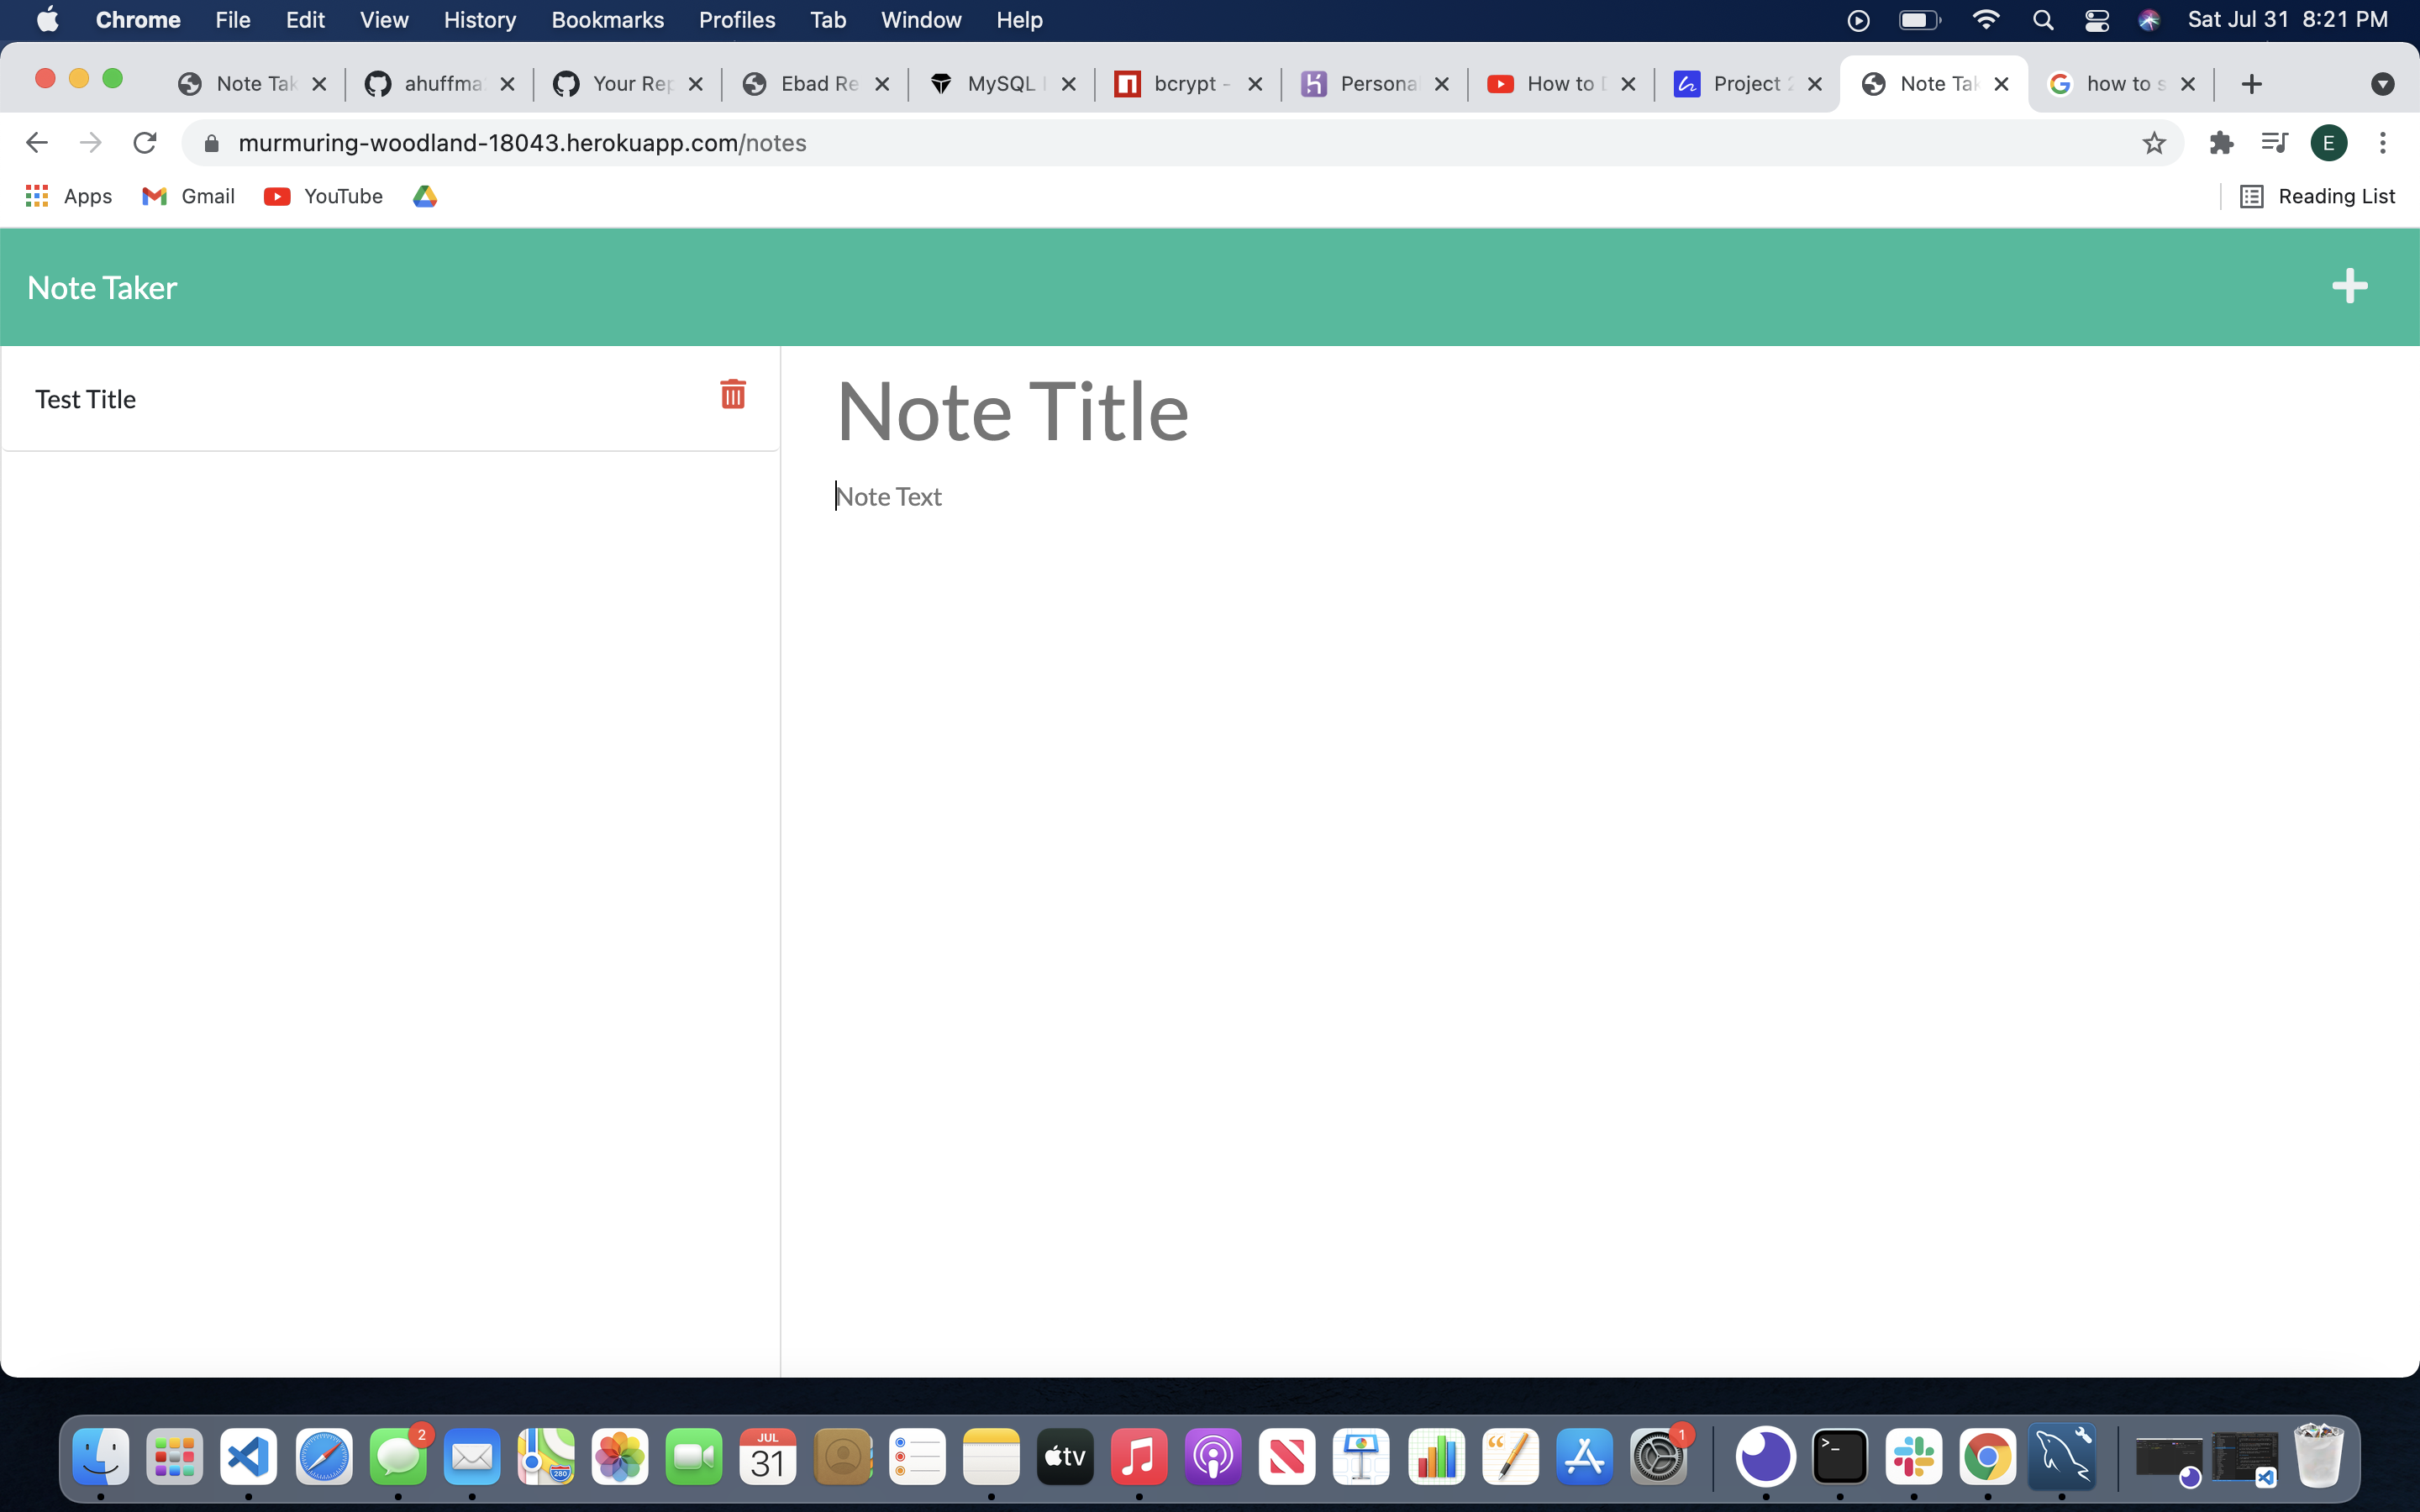 Chrome File Edit View History Bookmarks Profiles Tab Window Help Sat Jul 31 8:21 PM
Note Tak ahuffma Your Rep Ebad Re MySQL bcrypt - Persona How to Project Note Tak how to s
murmuring-woodland-18043.herokuapp.com/notes E
Apps Gmail YouTube Reading List
Note Taker
Test Title
Note Title
Note Text
2 280 JUL 31 tv 1 >_